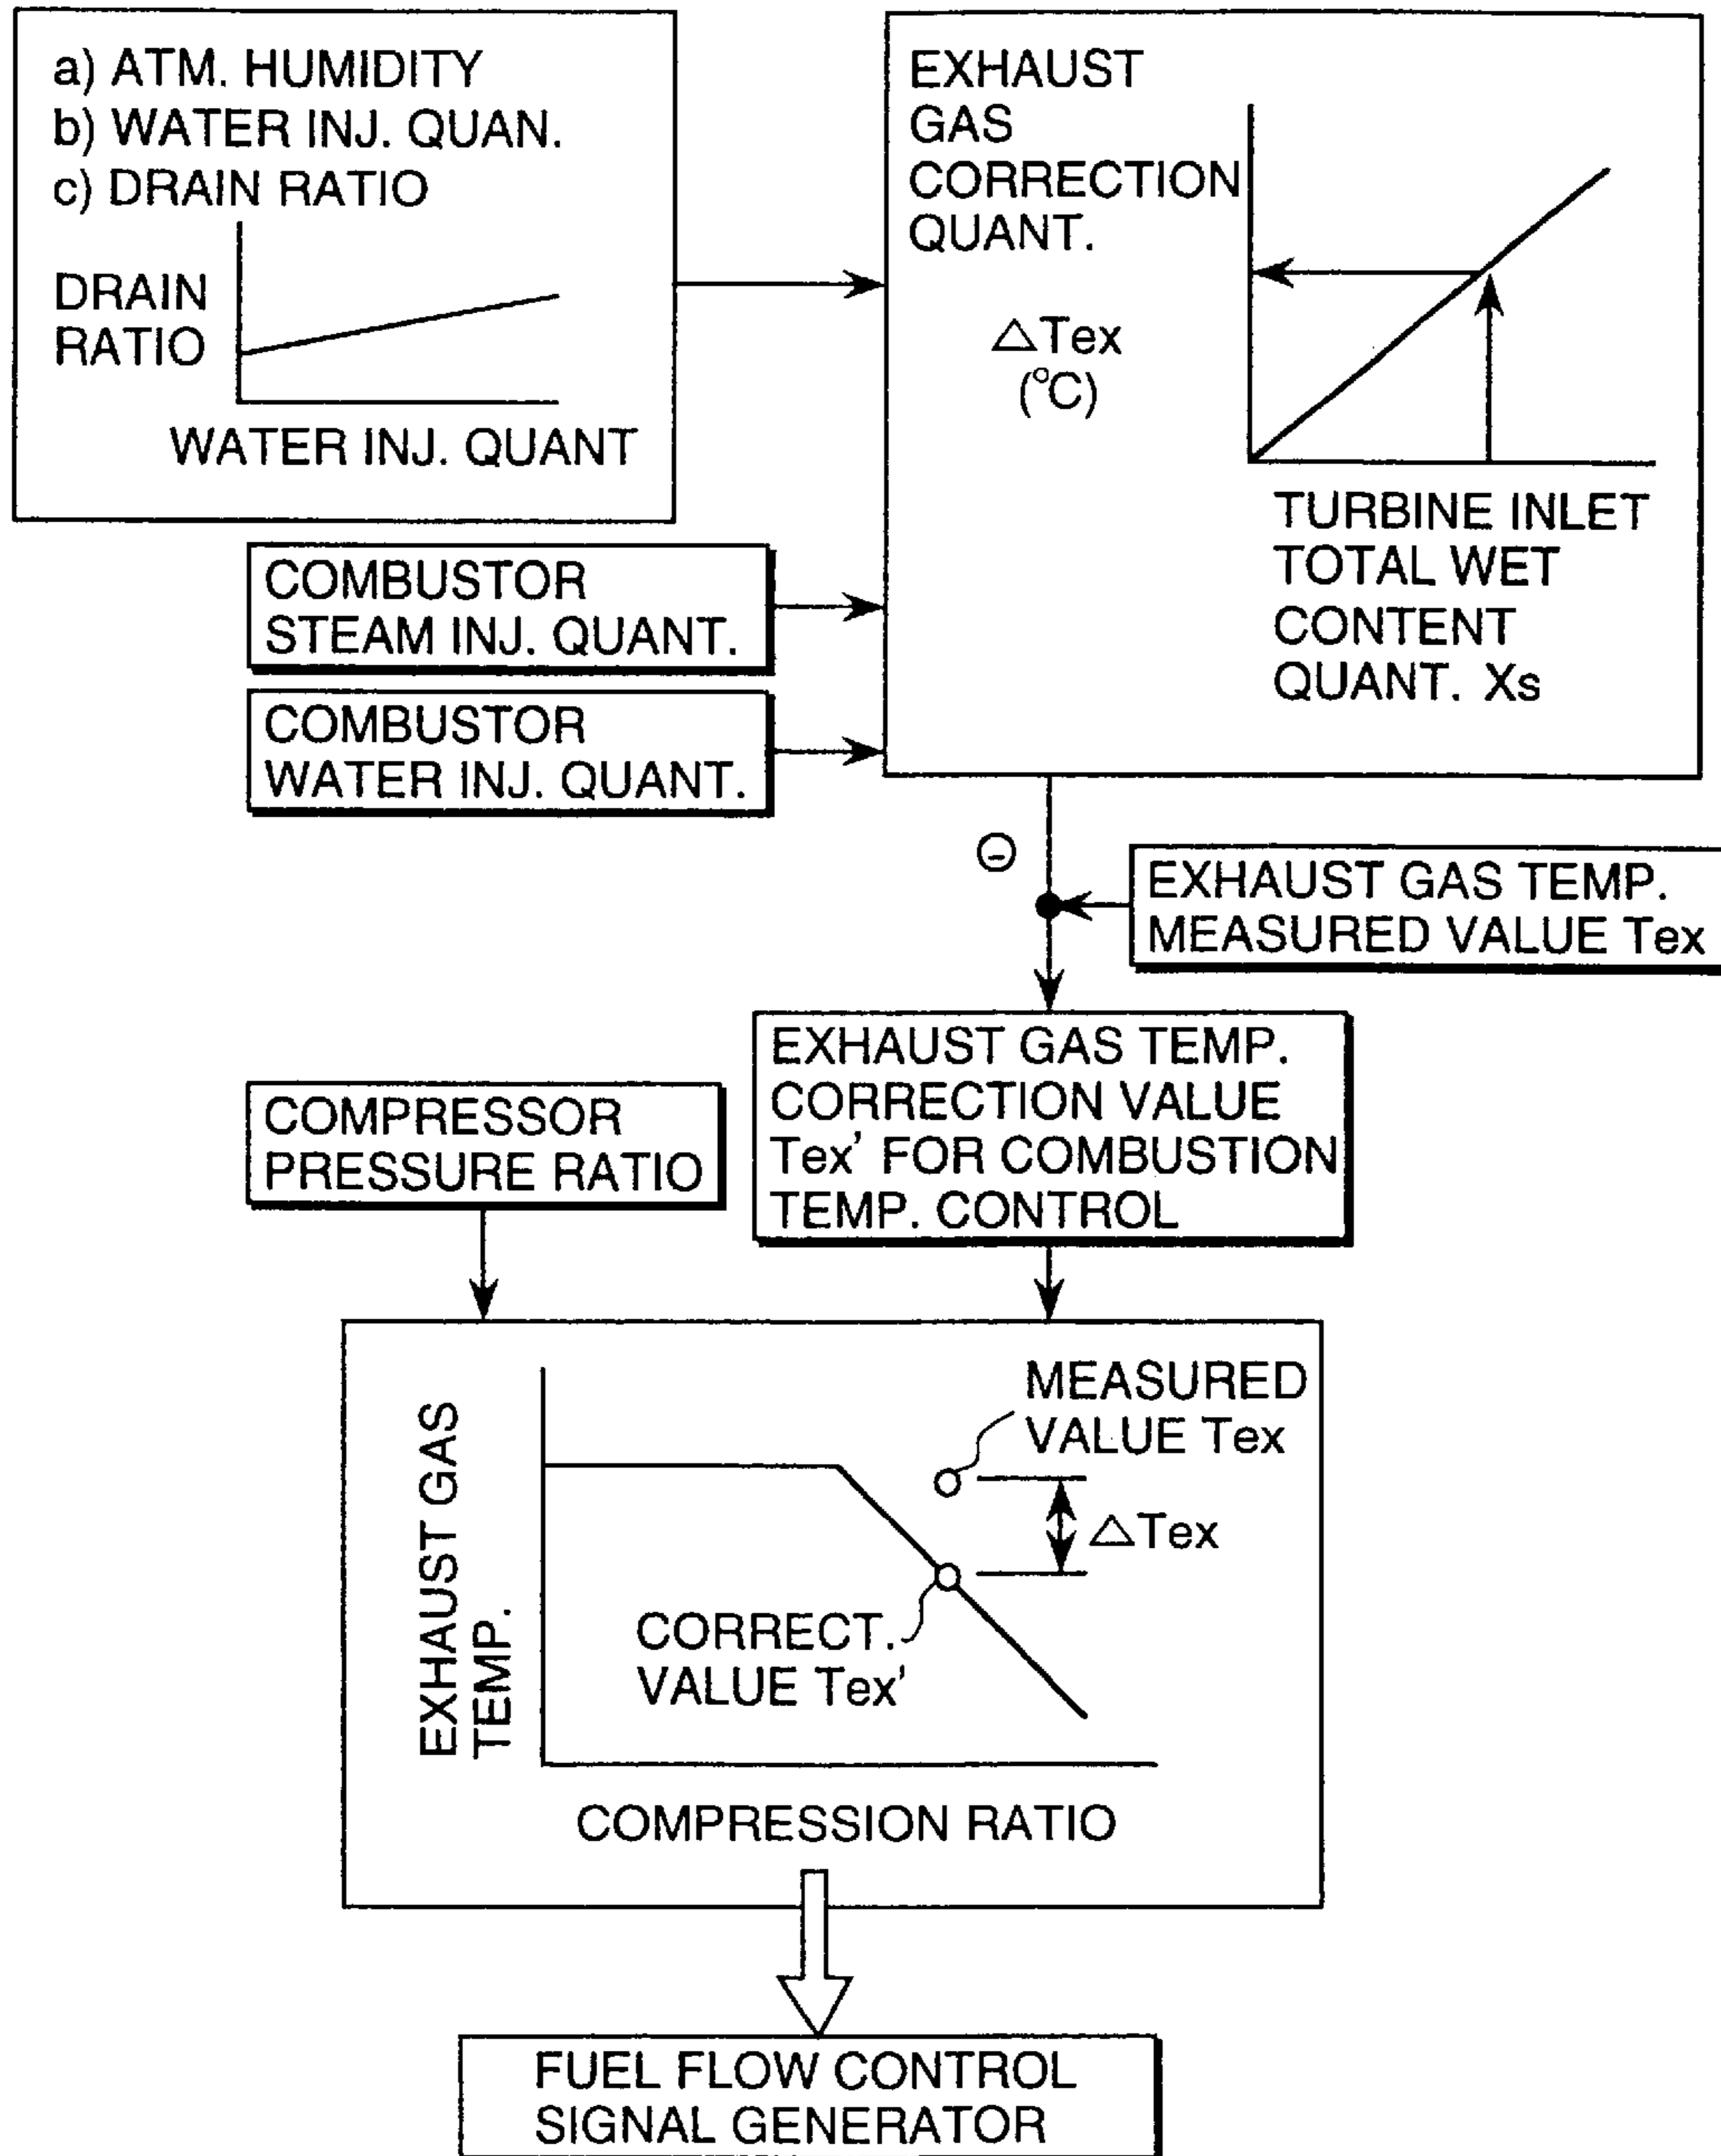 a) ATM. HUMIDITY
b) WATER INJ. QUAN.
c) DRAIN RATIO
DRAIN
RATIO
WATER INJ. QUANT
EXHAUST
GAS
CORRECTION
QUANT.
△Tex
(°C)
TURBINE INLET
TOTAL WET
CONTENT
QUANT. Xs
COMBUSTOR
STEAM INJ. QUANT.
COMBUSTOR
WATER INJ. QUANT.
-
EXHAUST GAS TEMP.
MEASURED VALUE Tex
EXHAUST GAS TEMP.
CORRECTION VALUE
Tex' FOR COMBUSTION
TEMP. CONTROL
COMPRESSOR
PRESSURE RATIO
EXHAUST GAS
TEMP.
MEASURED
VALUE Tex
△Tex
CORRECT.
VALUE Tex'
COMPRESSION RATIO
FUEL FLOW CONTROL
SIGNAL GENERATOR